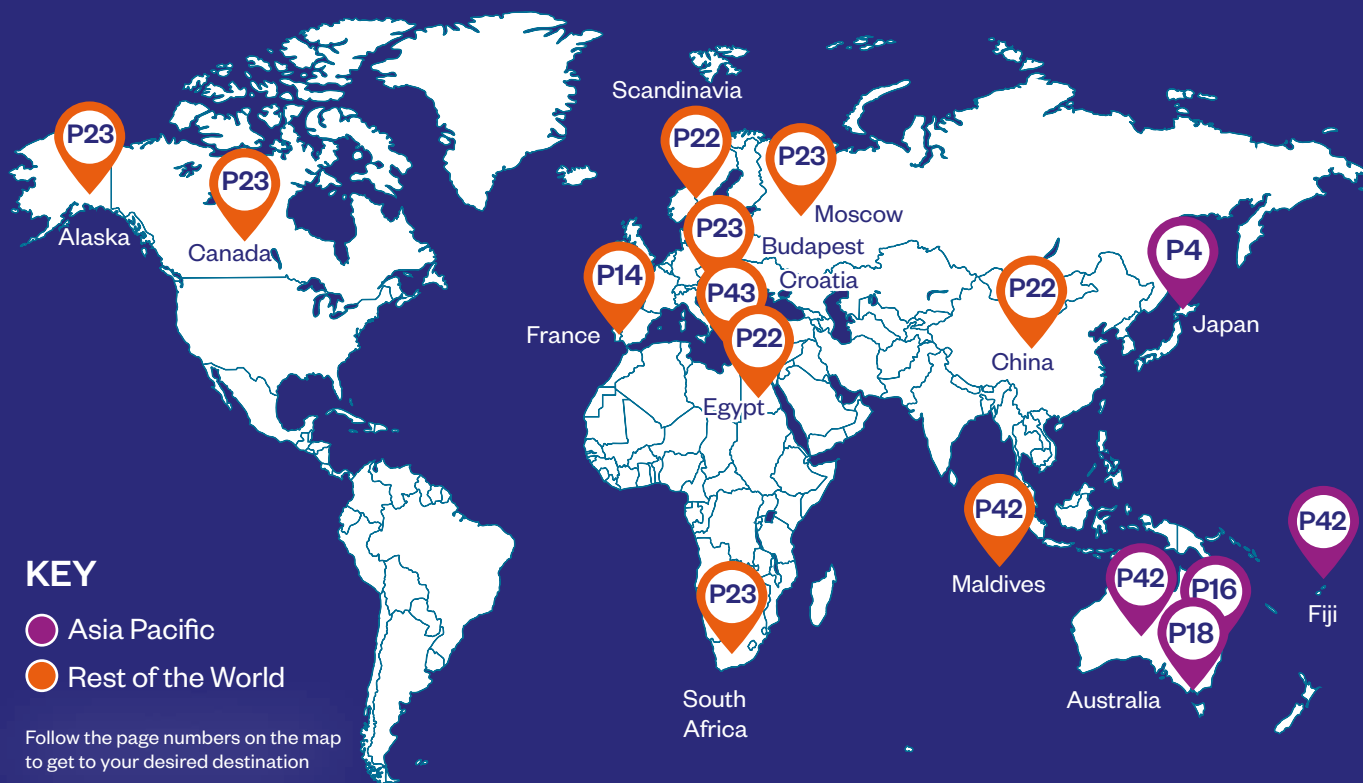 Scandinavia
P23
P22
P23
P23
Alaska
Canada
Moscow
P23
Budapest
P4
P14
P43
Croatia
P22
Japan
France
P22
China
Egypt
P42
Maldives
P42
Fiji
P42
P16
P18
Australia
P23
South
Africa
KEY
Asia Pacific
Rest of the World
Follow the page numbers on the map
to get to your desired destination